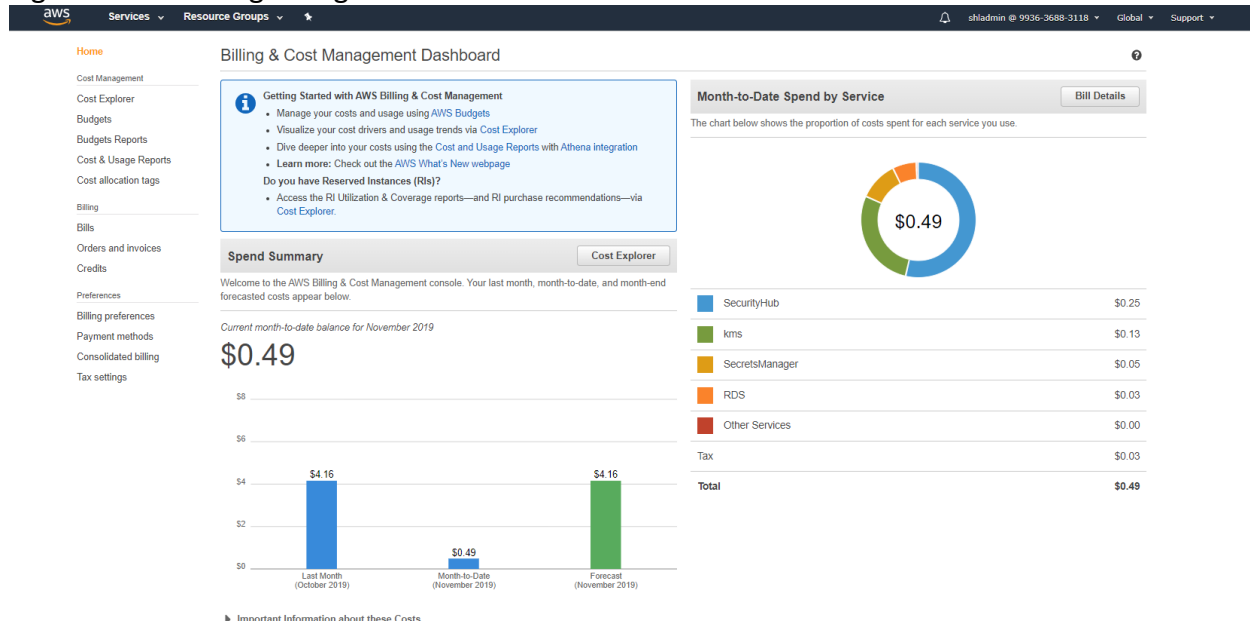 aws
Services
Resource Groups
shladmin @ 9936-3688-3118
Global
Support
Home
Cost Management
Cost Explorer
Budgets
Budgets Reports
Cost & Usage Reports
Cost allocation tags
Billing
Bills
Orders and invoices
Credits
Preferences
Billing preferences
Payment methods
Consolidated billing
Tax settings
Billing & Cost Management Dashboard
Getting Started with AWS Billing & Cost Management
• Manage your costs and usage using AWS Budgets
• Visualize your cost drivers and usage trends via Cost Explorer
• Dive deeper into your costs using the Cost and Usage Reports with Athena integration
• Learn more: Check out the AWS What's New webpage
Do you have Reserved Instances (RIs)?
• Access the RI Utilization & Coverage reports—and RI purchase recommendations—via
Cost Explorer.
Spend Summary
Cost Explorer
Welcome to the AWS Billing & Cost Management console. Your last month, month-to-date, and month-end
forecasted costs appear below.
Current month-to-date balance for November 2019
$0.49
$8
$6
$4
$2
$0
$4.16
$0.49
$4.16
Last Month
(October 2019)
Month-to-Date
(November 2019)
Forecast
(November 2019)
Important Information about these Costs
Month-to-Date Spend by Service
Bill Details
The chart below shows the proportion of costs spent for each service you use.
$0.49
SecurityHub $0.25
kms $0.13
SecretsManager $0.05
RDS $0.03
Other Services $0.00
Tax $0.03
Total $0.49